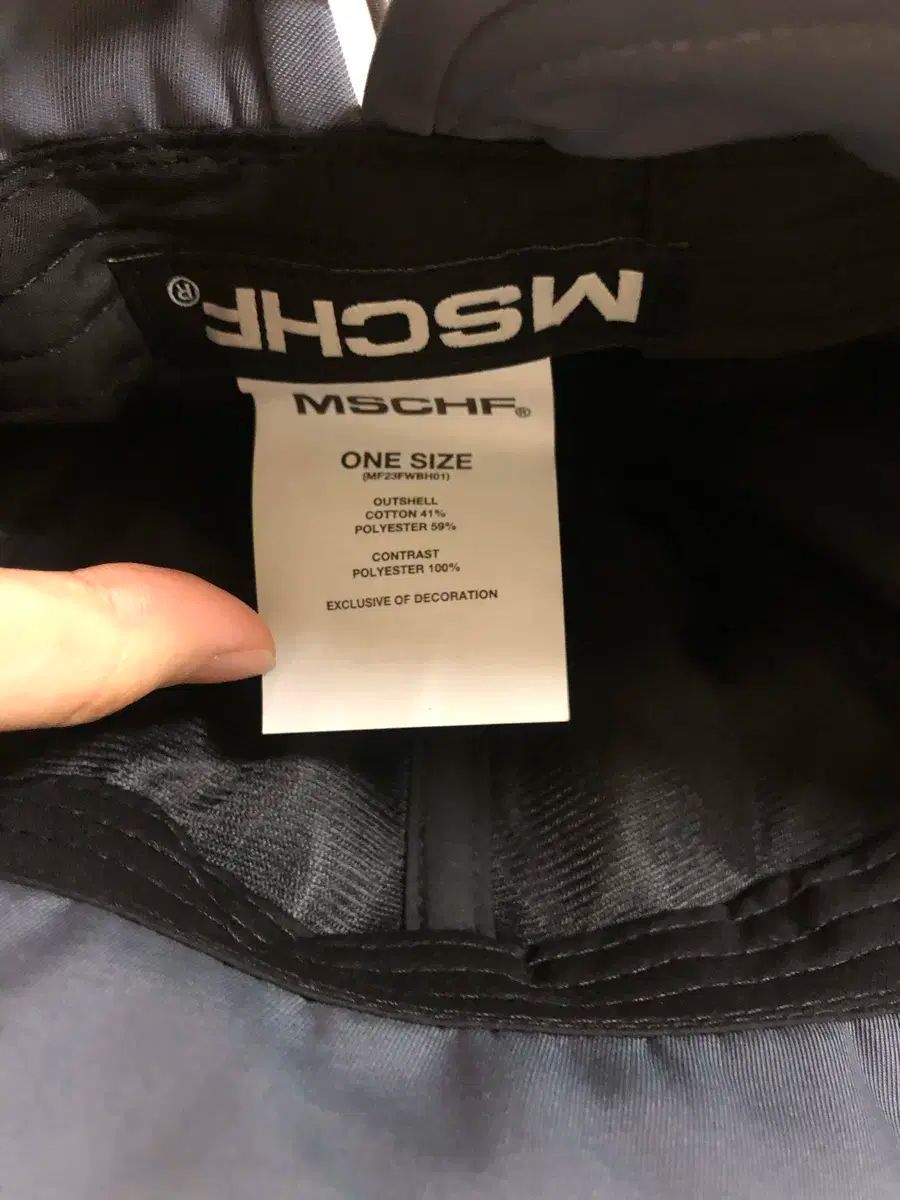 MSCHF®
MSCHF®
ONE SIZE
(MF23FWBH01)
OUTSHELL
COTTON 41%
POLYESTER 59%
CONTRAST
POLYESTER 100%
EXCLUSIVE OF DECORATION